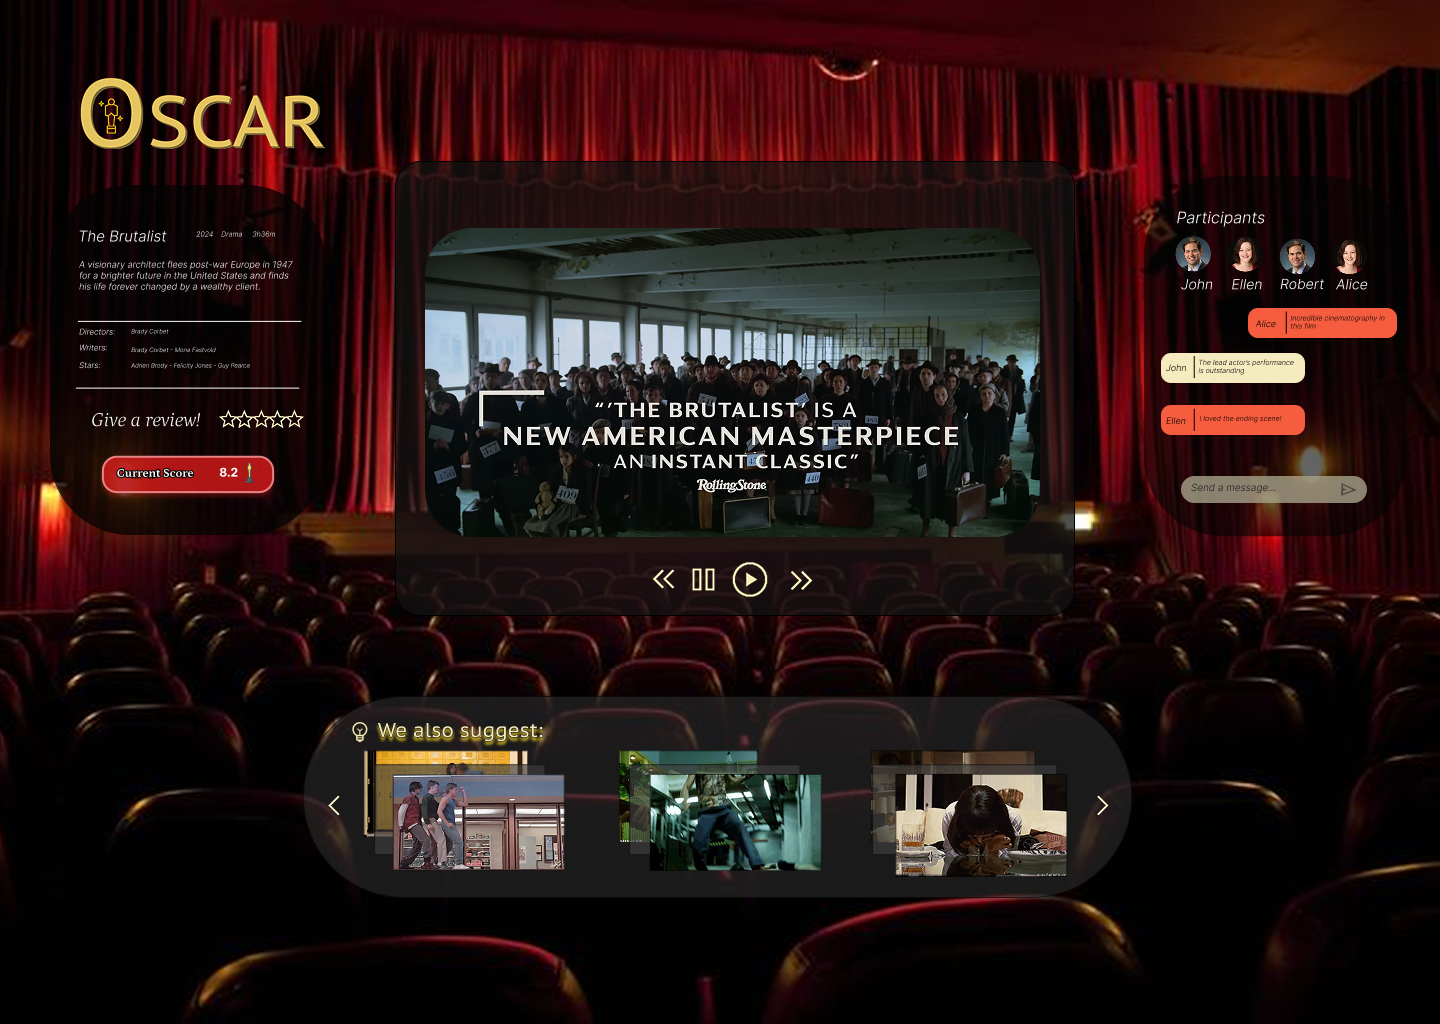 OSCAR
The Brutalist
2024 Drama 3h36m
A visionary architect flees post-war Europe in 1947
for a brighter future in the United States and finds
his life forever changed by a wealthy client.
Directors: Brady Corbet
Writers: Brady Corbet - Mona Fastvold
Stars: Adrien Brody - Felicity Jones - Guy Pearce
Give a review!
Current Score 8.2
“‘THE BRUTALIST’ IS A
NEW AMERICAN MASTERPIECE
AN INSTANT CLASSIC”
RollingStone
409
Participants
John Ellen Robert Alice
Alice
Incredible cinematography in
this film
John
The lead actor's performance
is outstanding
Ellen
I loved the ending scene!
Send a message...
We also suggest: